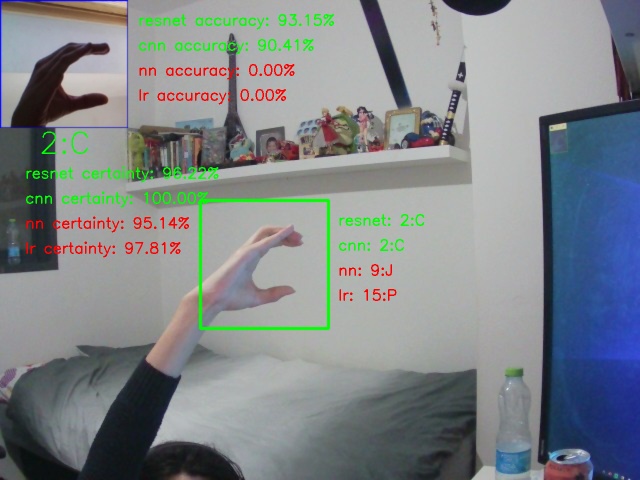 resnet accuracy: 93.15%
cnn accuracy: 90.41%
nn accuracy: 0.00%
lr accuracy: 0.00%
2:C
resnet certainty: 96.22%
cnn certainty: 100.00%
nn certainty: 95.14%
lr certainty: 97.81%
resnet: 2:C
cnn: 2:C
nn: 9:J
lr: 15:P